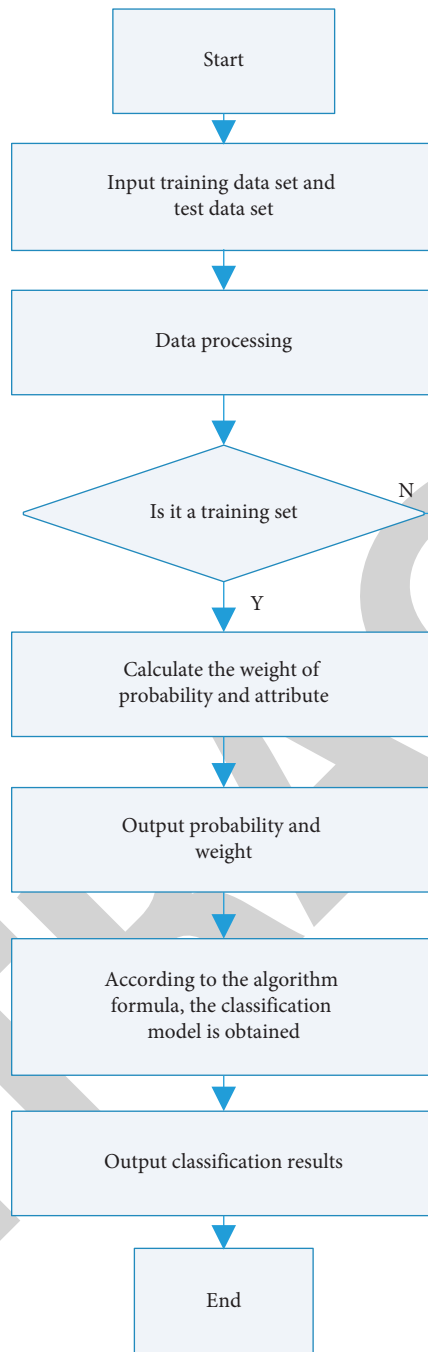 Start
Input training data set and
test data set
Data processing
Is it a training set
N
Y
Calculate the weight of
probability and attribute
Output probability and
weight
According to the algorithm
formula, the classification
model is obtained
Output classification results
End